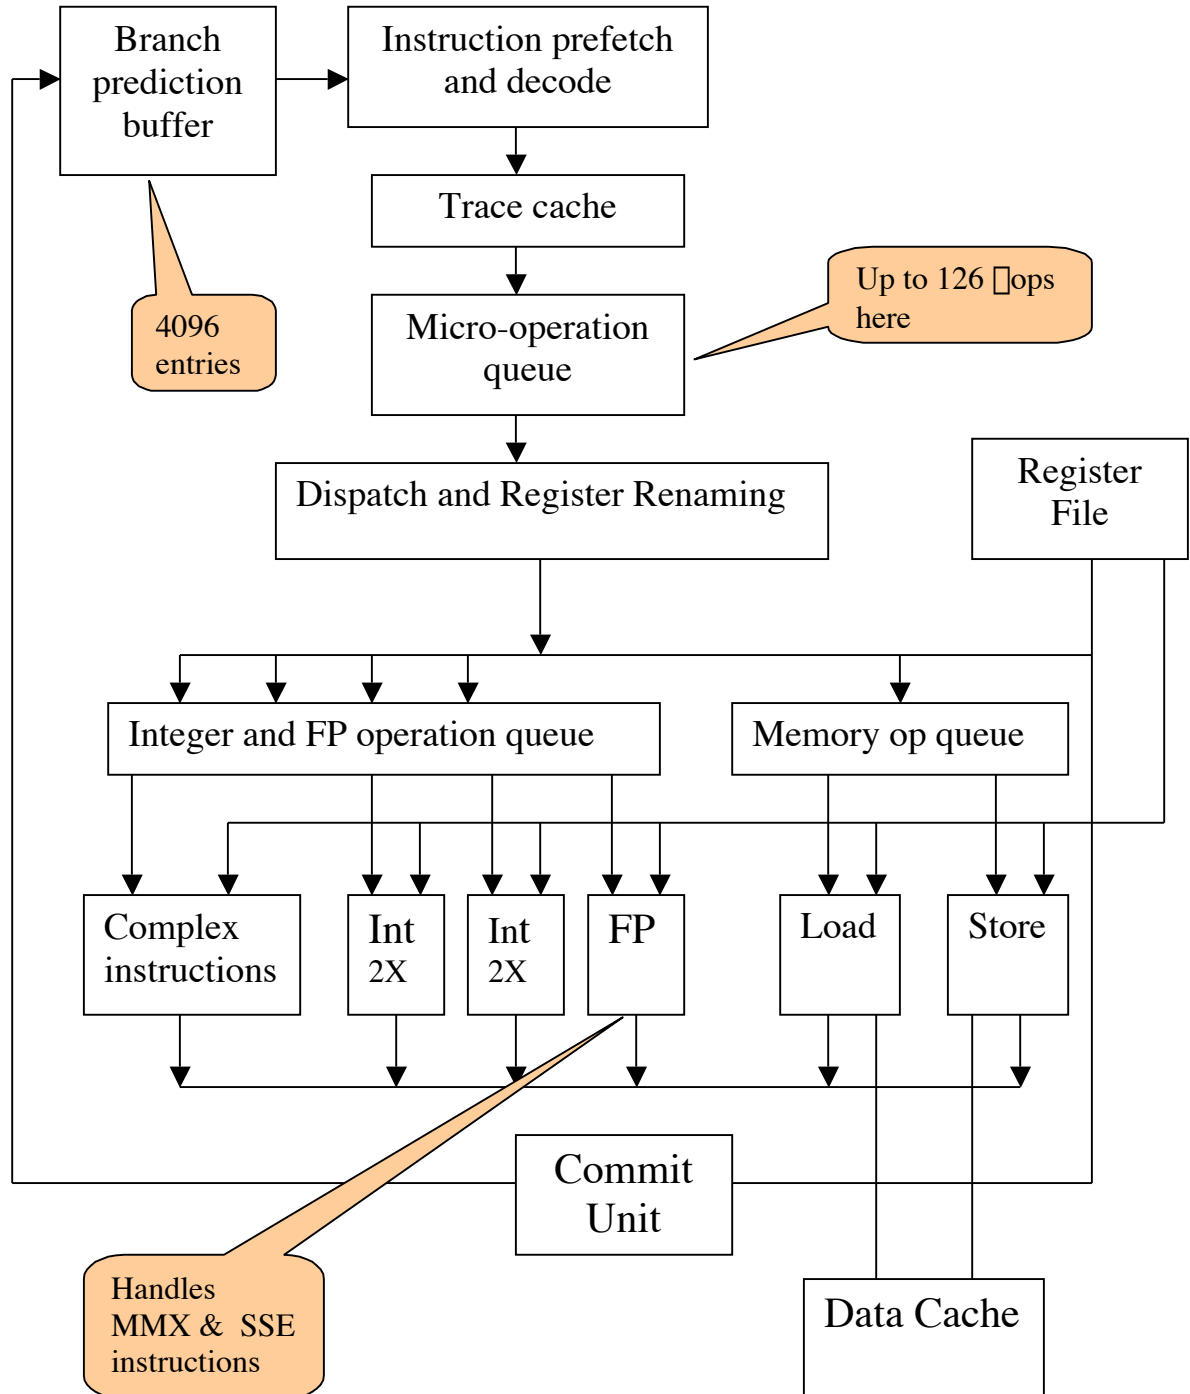 Branch
prediction
buffer
Instruction prefetch
and decode
Trace cache
4096
entries
Micro-operation
queue
Up to 126 □ops
here
Dispatch and Register Renaming
Register
File
Integer and FP operation queue
Memory op queue
Complex
instructions
Int
2X
Int
2X
FP
Load
Store
Commit
Unit
Handles
MMX & SSE
instructions
Data Cache